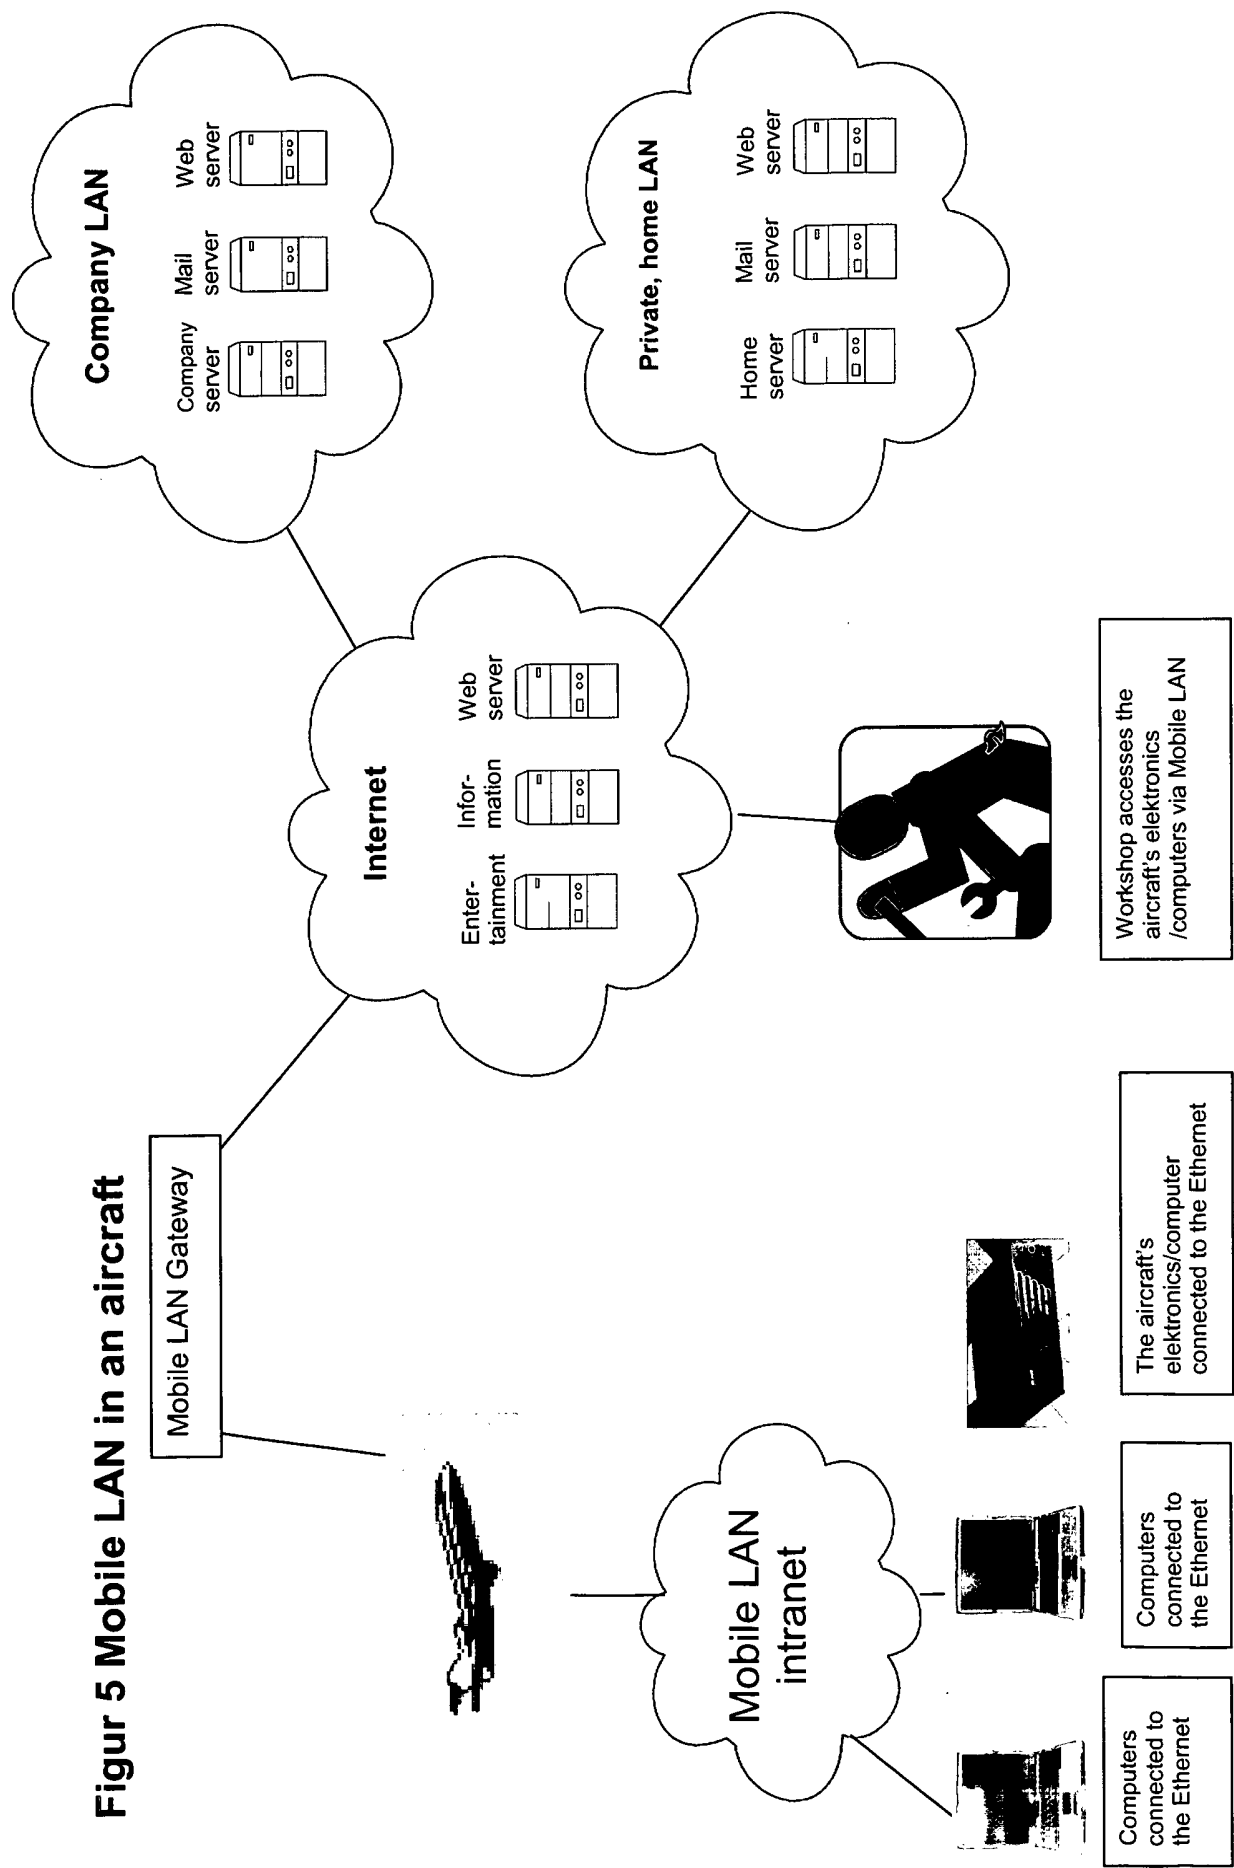 Figur 5 Mobile LAN in an aircraft
Mobile LAN Gateway
Company LAN
Company
server
Mail
server
Web
server
Internet
Enter-
tainment
Infor-
mation
Web
server
Private, home LAN
Home
server
Mail
server
Web
server
Mobile LAN
intranet
Computers
connected to
the Ethernet
Computers
connected to
the Ethernet
The aircraft's
elektronics/computer
connected to the Ethernet
Workshop accesses the
aircraft's elektronics
/computers via Mobile LAN